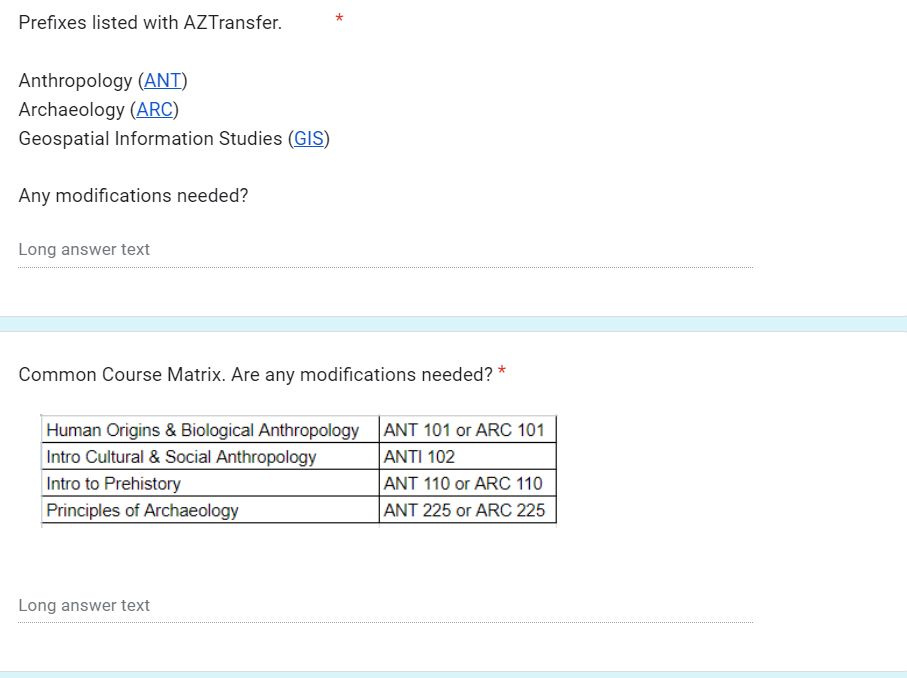 Prefixes listed with AZTransfer. *
Anthropology (ANT)
Archaeology (ARC)
Geospatial Information Studies (GIS)
Any modifications needed?
Long answer text
Common Course Matrix. Are any modifications needed? *
Human Origins & Biological Anthropology ANT 101 or ARC 101
Intro Cultural & Social Anthropology ANTI 102
Intro to Prehistory ANT 110 or ARC 110
Principles of Archaeology ANT 225 or ARC 225
Long answer text